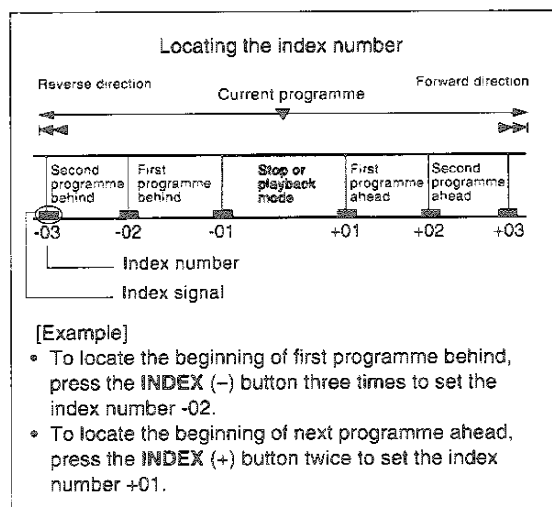 Locating the index number
Reverse direction
Forward direction
Current programme
Second programme behind
First programme behind
Stop or playback mode
First programme ahead
Second programme ahead
-03 -02 -01 +01 +02 +03
Index number
Index signal
[Example]
• To locate the beginning of first programme behind,
press the INDEX (−) button three times to set the
index number -02.
• To locate the beginning of next programme ahead,
press the INDEX (+) button twice to set the index
number +01.